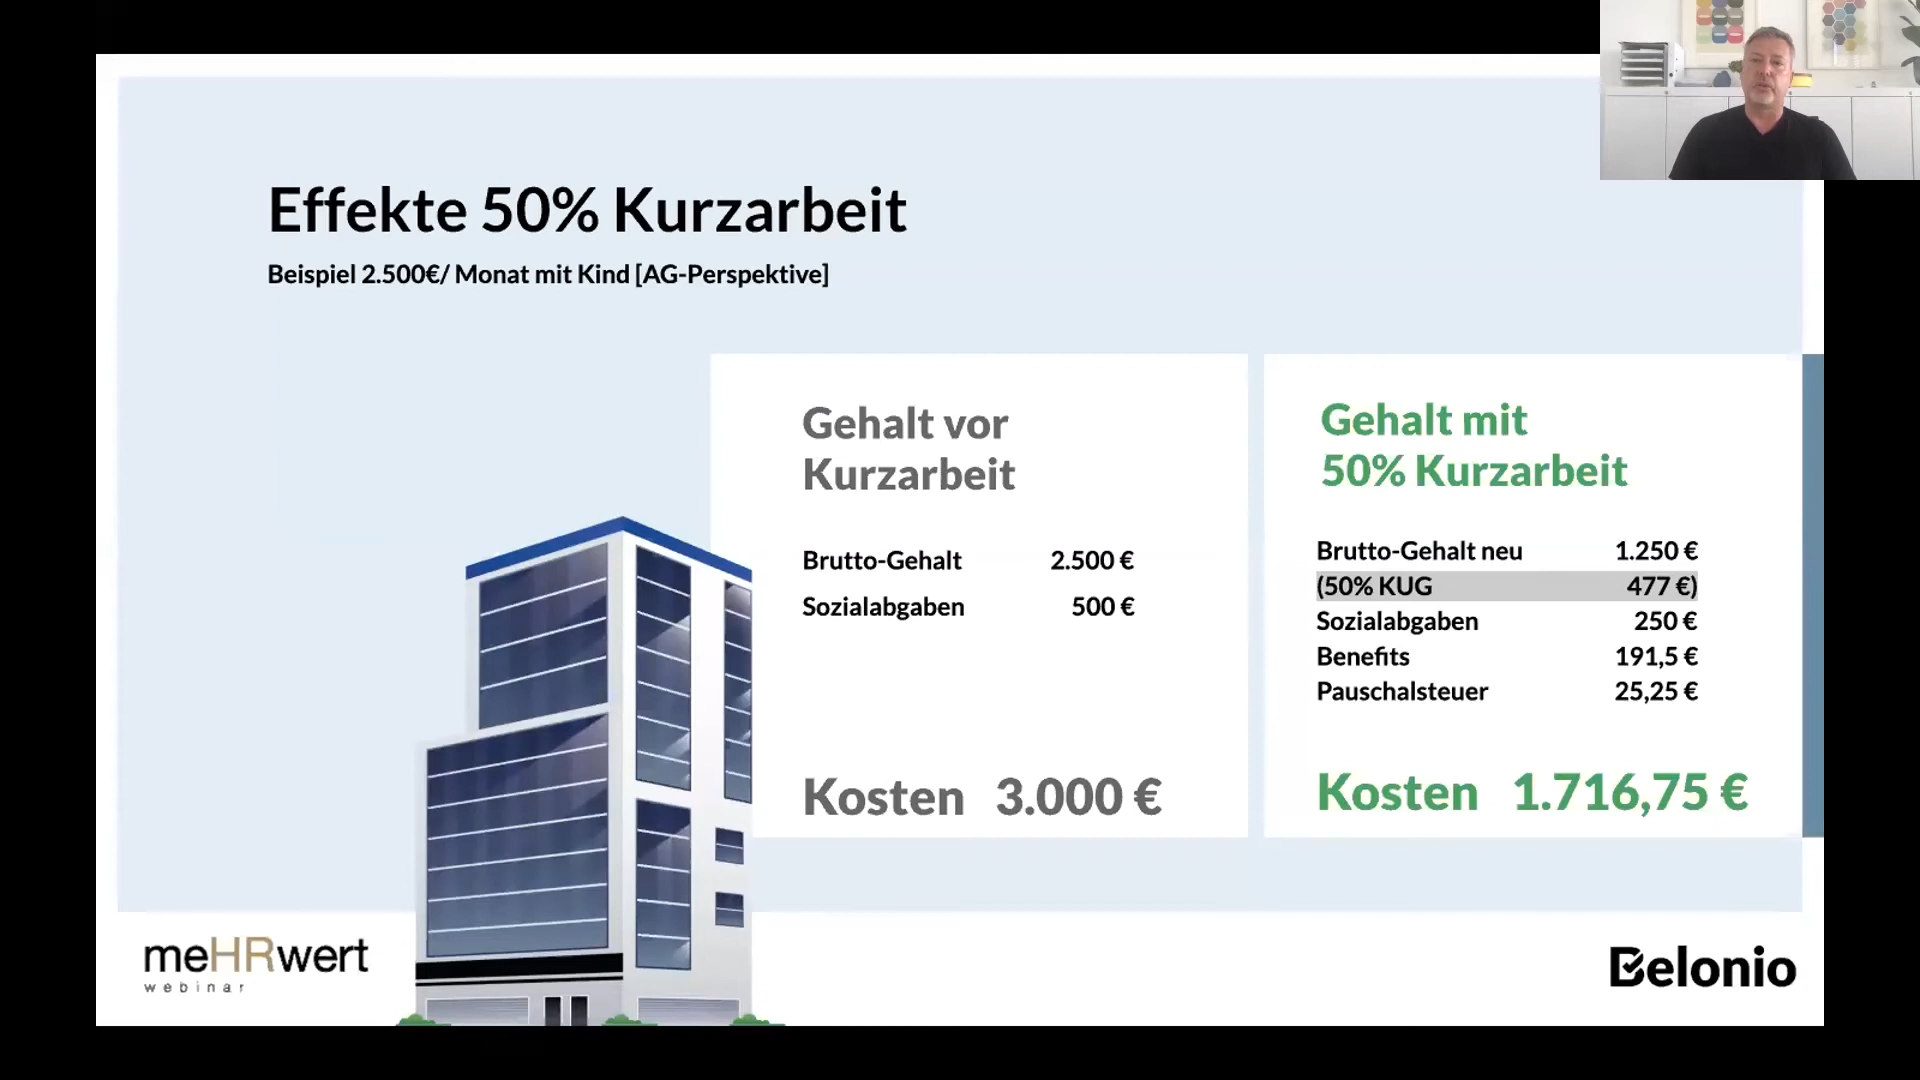 Effekte 50% Kurzarbeit
Beispiel 2.500€/ Monat mit Kind [AG-Perspektive]
Gehalt vor
Kurzarbeit
Brutto-Gehalt 2.500 €
Sozialabgaben 500 €
Kosten 3.000 €
Gehalt mit
50% Kurzarbeit
Brutto-Gehalt neu 1.250 €
(50% KUG 477 €)
Sozialabgaben 250 €
Benefits 191,5 €
Pauschalsteuer 25,25 €
Kosten 1.716,75 €
meHRwert
webinar
Belonio